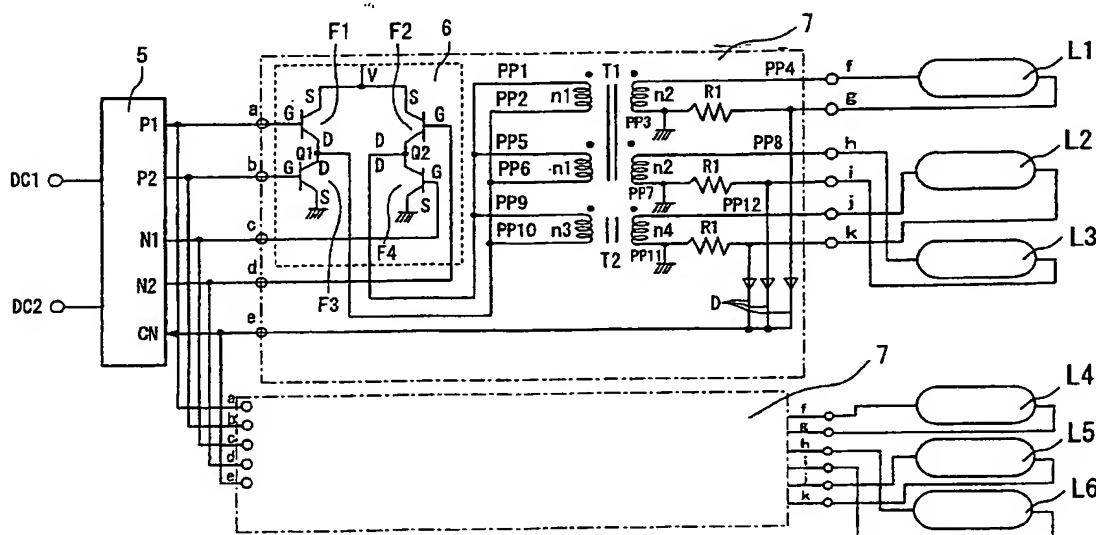 5
F1
F2
6
7
L1
P1
a
G
S
V
S
G
PP1
T1
PP4
f
n1
n2
R1
PP2
PP3
g
D
D
Q1
Q2
D
D
P2
b
G
G
S
S
PP5
PP8
h
L2
DC1
PP6
n1
n2
R1
PP7
i
PP9
PP12
j
N1
c
F4
PP10
n3
n4
R1
PP11
k
L3
T2
N2
d
F3
D
DC2
CN
e
7
L4
a
f
b
g
L5
c
h
d
i
e
j
k
L6